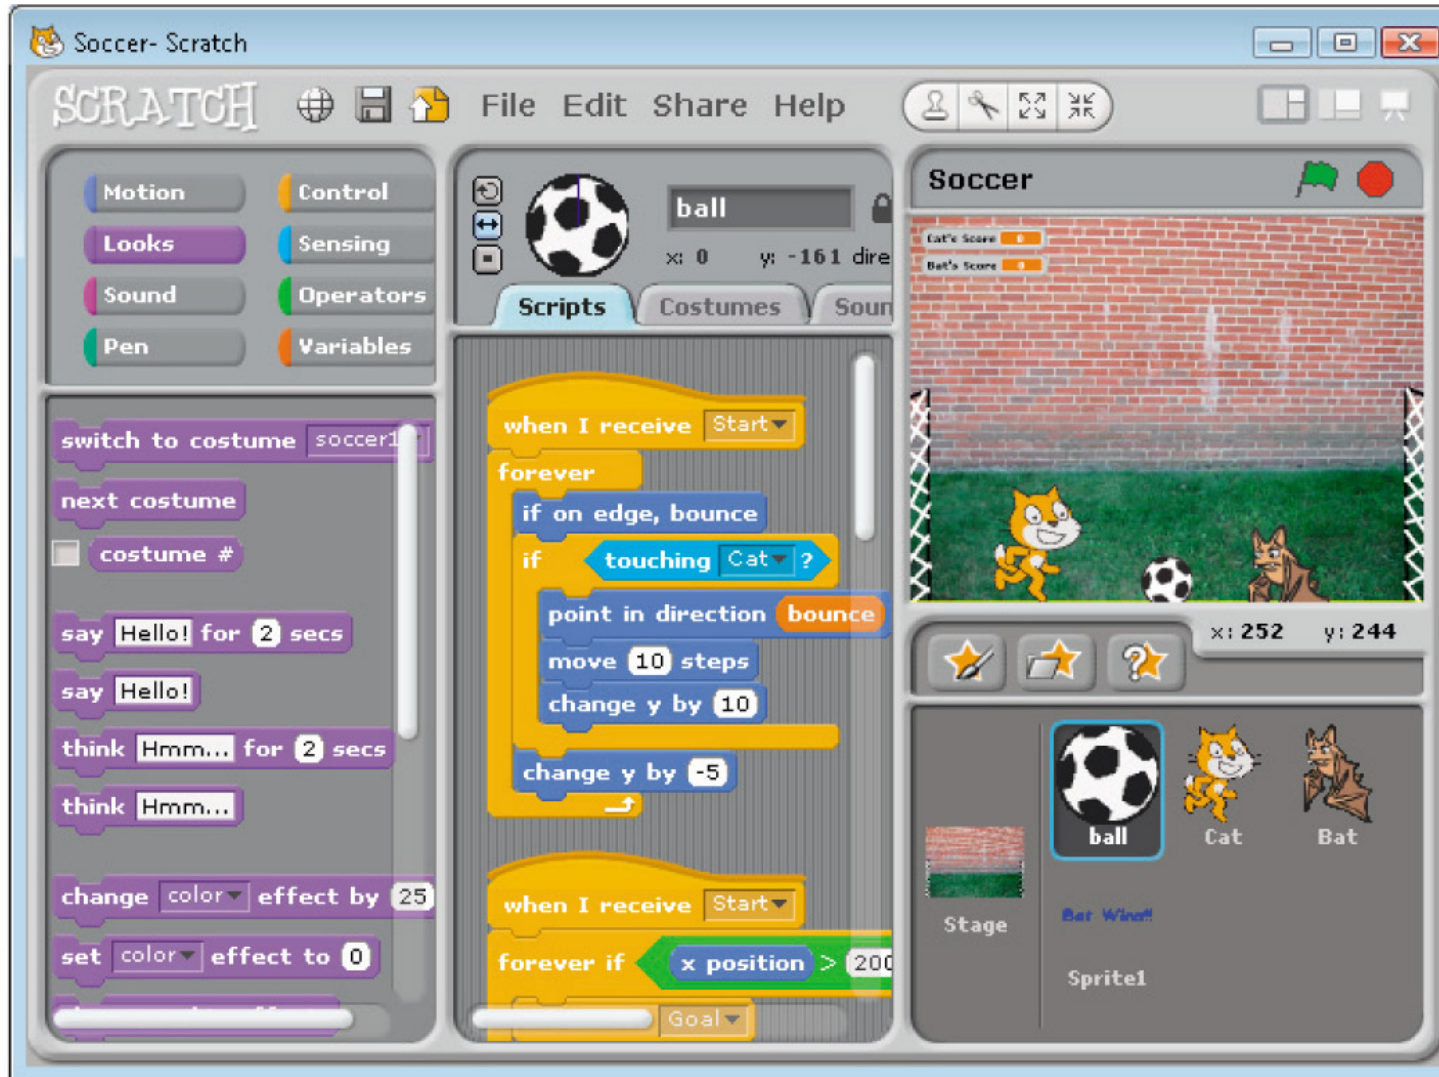 Soccer- Scratch
SCRATCH File Edit Share Help
Motion Control
Looks Sensing
Sound Operators
Pen Variables
switch to costume soccer1
next costume
costume #
say Hello! for 2 secs
say Hello!
think Hmm... for 2 secs
think Hmm...
change color effect by 25
set color effect to 0
ball
x: 0 y: -161 dire
Scripts Costumes Soun
when I receive Start
forever
if on edge, bounce
if touching Cat ?
point in direction bounce
move 10 steps
change y by 10
change y by -5
when I receive Start
forever if x position > 200
Goal
Soccer
Cat's Score 0
Bat's Score 0
x: 252 y: 244
ball Cat Bat
Stage
Bat Wins!!
Sprite1